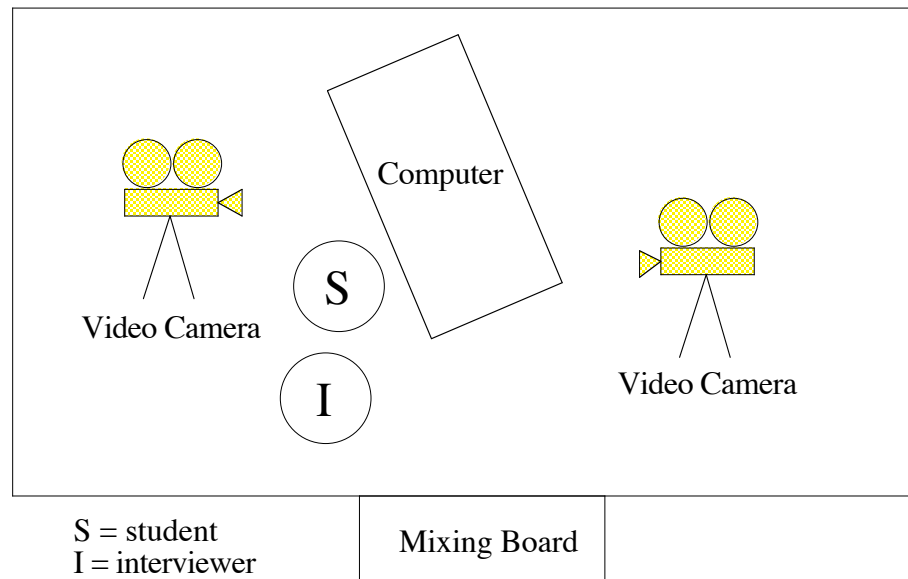 Computer
S
Video Camera
I
Video Camera
S = student
I = interviewer
Mixing Board